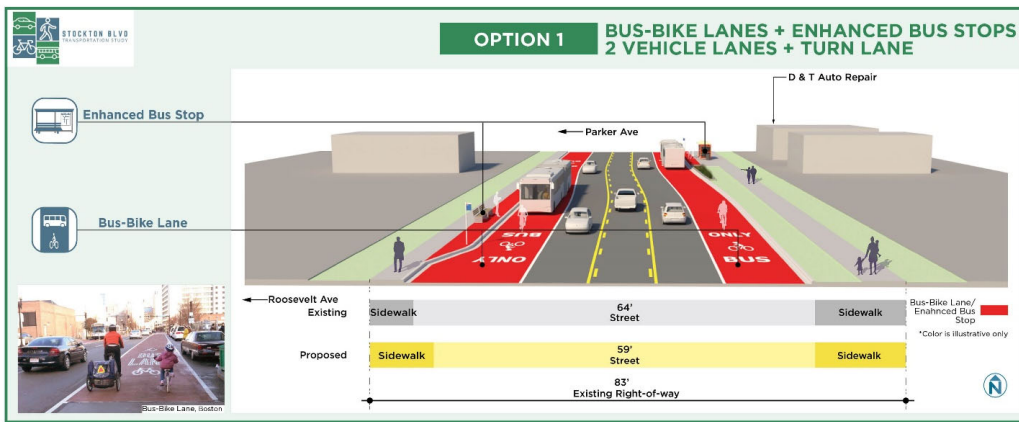 STOCKTON BLVD
TRANSPORTATION STUDY
OPTION 1
BUS-BIKE LANES + ENHANCED BUS STOPS
2 VEHICLE LANES + TURN LANE
D & T Auto Repair
Enhanced Bus Stop
Parker Ave
Bus-Bike Lane
BUS
ONLY
ONLY
BUS
Roosevelt Ave
Existing
Sidewalk
64'
Street
Sidewalk
Bus-Bike Lane/
Enahnced Bus
Stop
*Color is illustrative only
Proposed
Sidewalk
59'
Street
Sidewalk
83'
Existing Right-of-way
N
LANE
Bus-Bike Lane, Boston